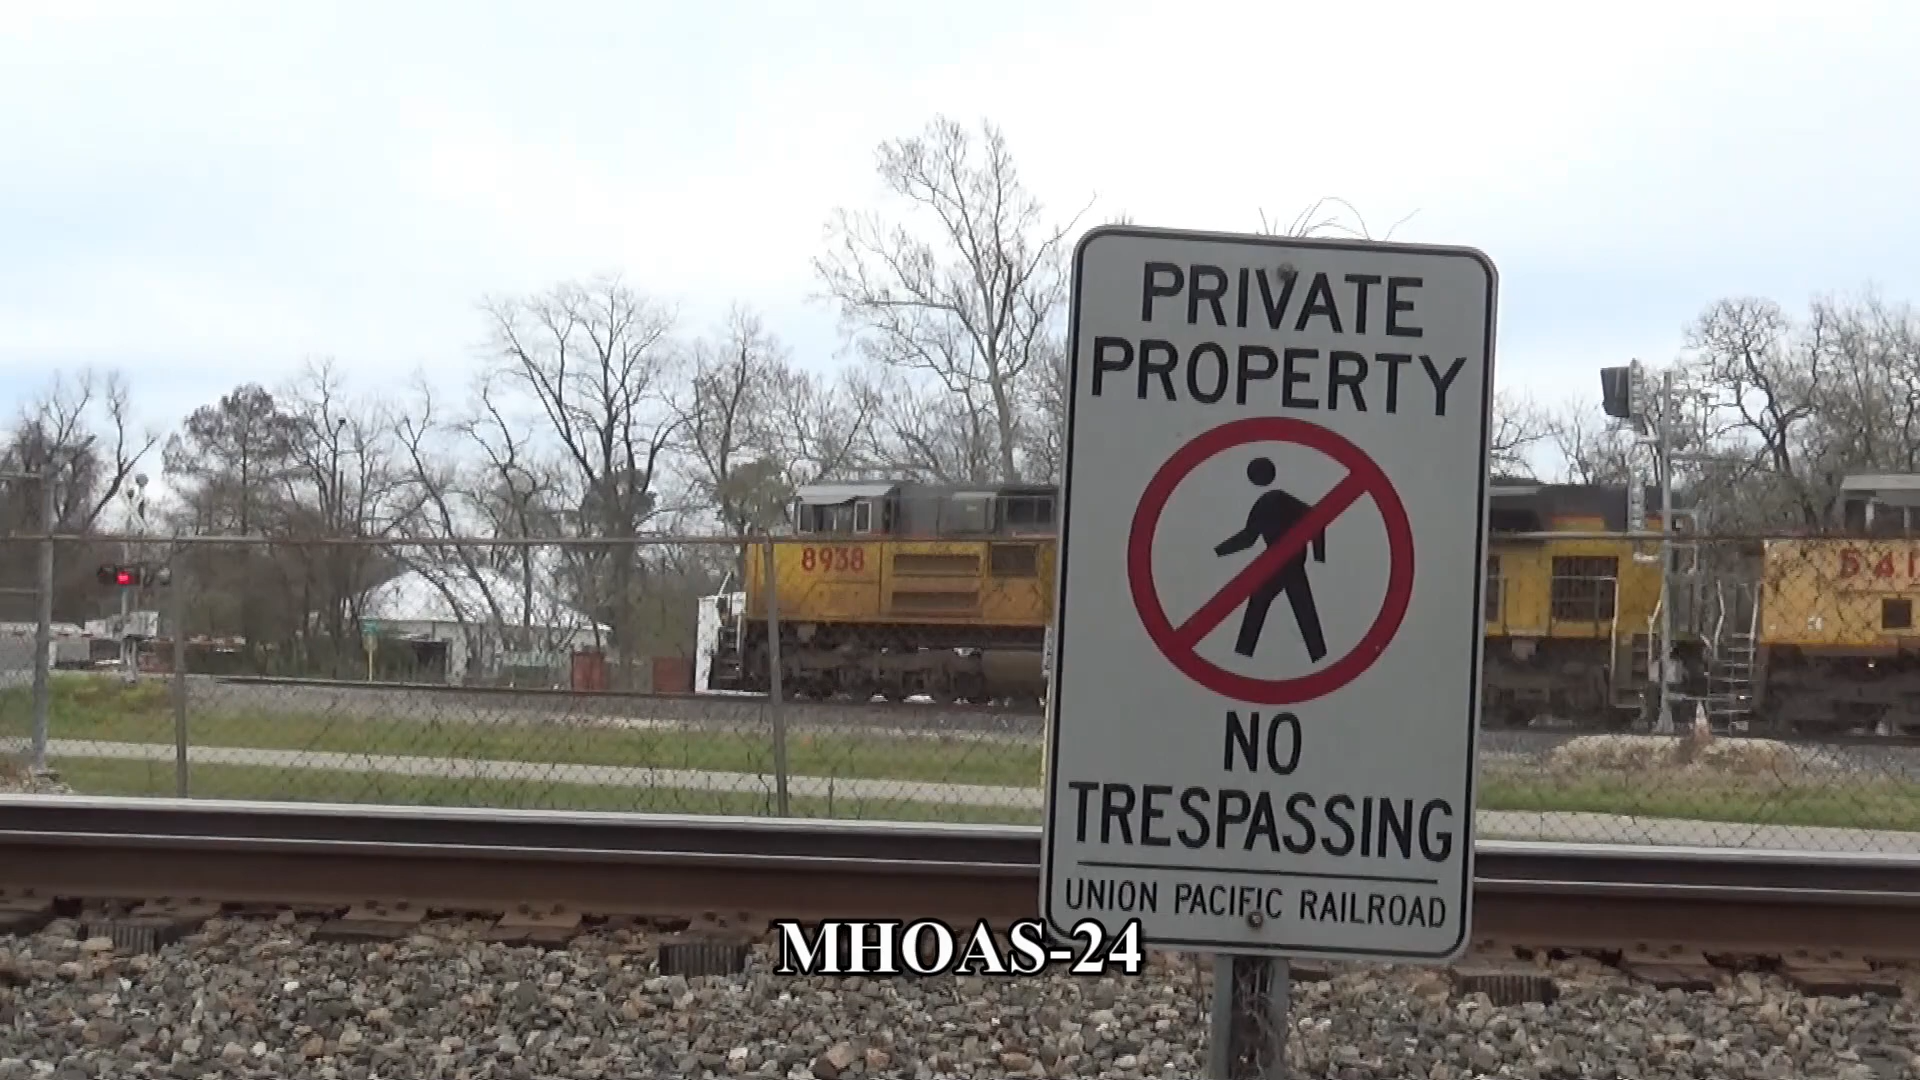 PRIVATE
PROPERTY
NO
TRESPASSING
UNION PACIFIC RAILROAD
8938
MHOAS-24